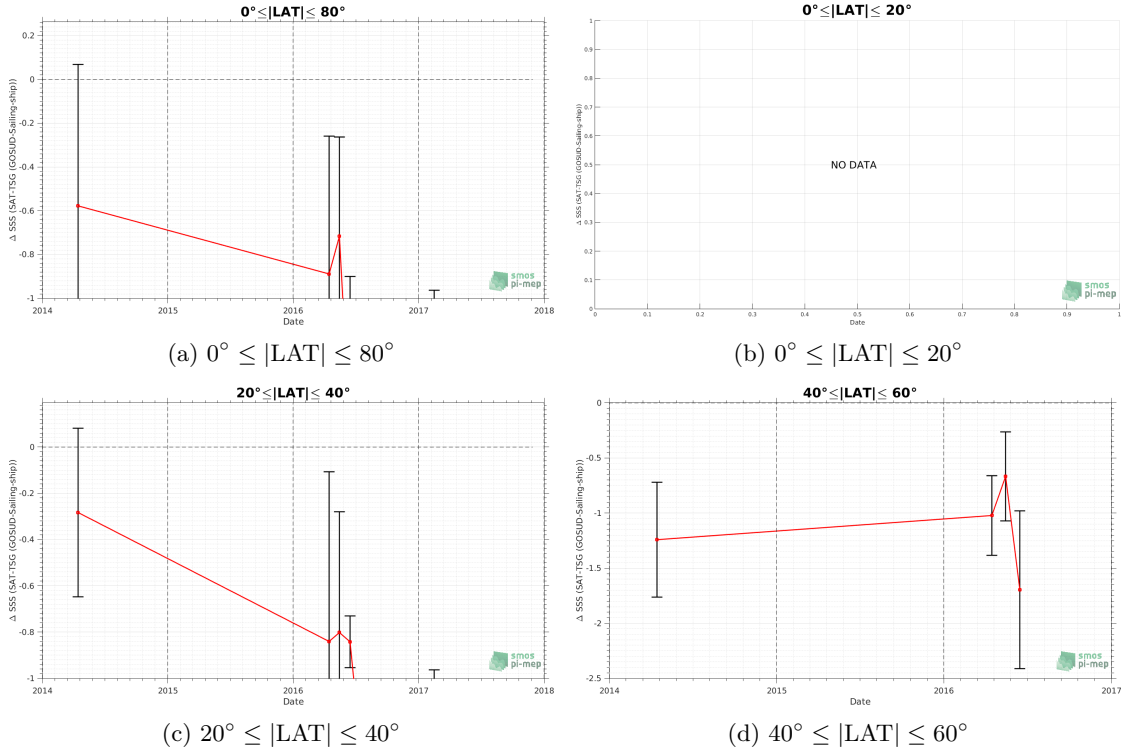 0°≤|LAT|≤ 80°
0.2
0
-0.2
-0.4
-0.6
-0.8
-1
2014
2015
2016
2017
2018
Date
Δ SSS (SAT-TSG (GOSUD-Sailing-ship))
smos
pi-mep
(a) 0° ≤ |LAT| ≤ 80°
0°≤|LAT|≤ 20°
1
0.9
0.8
0.7
0.6
0.5
0.4
0.3
0.2
0.1
0
NO DATA
0
0.1
0.2
0.3
0.4
0.5
0.6
0.7
0.8
0.9
1
Date
Δ SSS (SAT-TSG (GOSUD-Sailing-ship))
smos
pi-mep
(b) 0° ≤ |LAT| ≤ 20°
20°≤|LAT|≤ 40°
0
-0.2
-0.4
-0.6
-0.8
-1
2014
2015
2016
2017
2018
Date
Δ SSS (SAT-TSG (GOSUD-Sailing-ship))
smos
pi-mep
(c) 20° ≤ |LAT| ≤ 40°
40°≤|LAT|≤ 60°
0
-0.5
-1
-1.5
-2
-2.5
2014
2015
2016
2017
Date
Δ SSS (SAT-TSG (GOSUD-Sailing-ship))
smos
pi-mep
(d) 40° ≤ |LAT| ≤ 60°